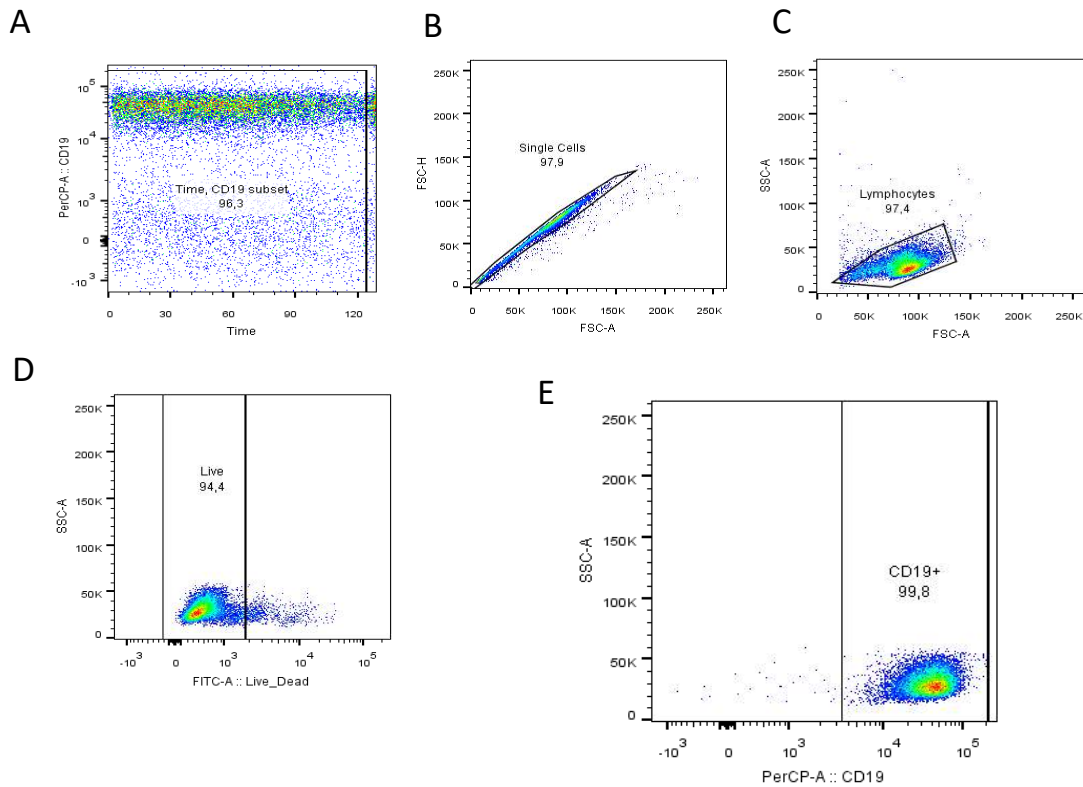 A
PerCP-A :: CD19
10^5
10^4
10^3
0
-10^3
Time, CD19 subset
96,3
0 30 60 90 120
Time
B
FSC-H
250K
200K
150K
100K
50K
0
Single Cells
97,9
0 50K 100K 150K 200K 250K
FSC-A
C
SSC-A
250K
200K
150K
100K
50K
0
Lymphocytes
97,4
0 50K 100K 150K 200K 250K
FSC-A
D
SSC-A
250K
200K
150K
100K
50K
0
Live
94,4
-10^3 0 10^3 10^4 10^5
FITC-A :: Live_Dead
E
SSC-A
250K
200K
150K
100K
50K
0
CD19+
99,8
-10^3 0 10^3 10^4 10^5
PerCP-A :: CD19